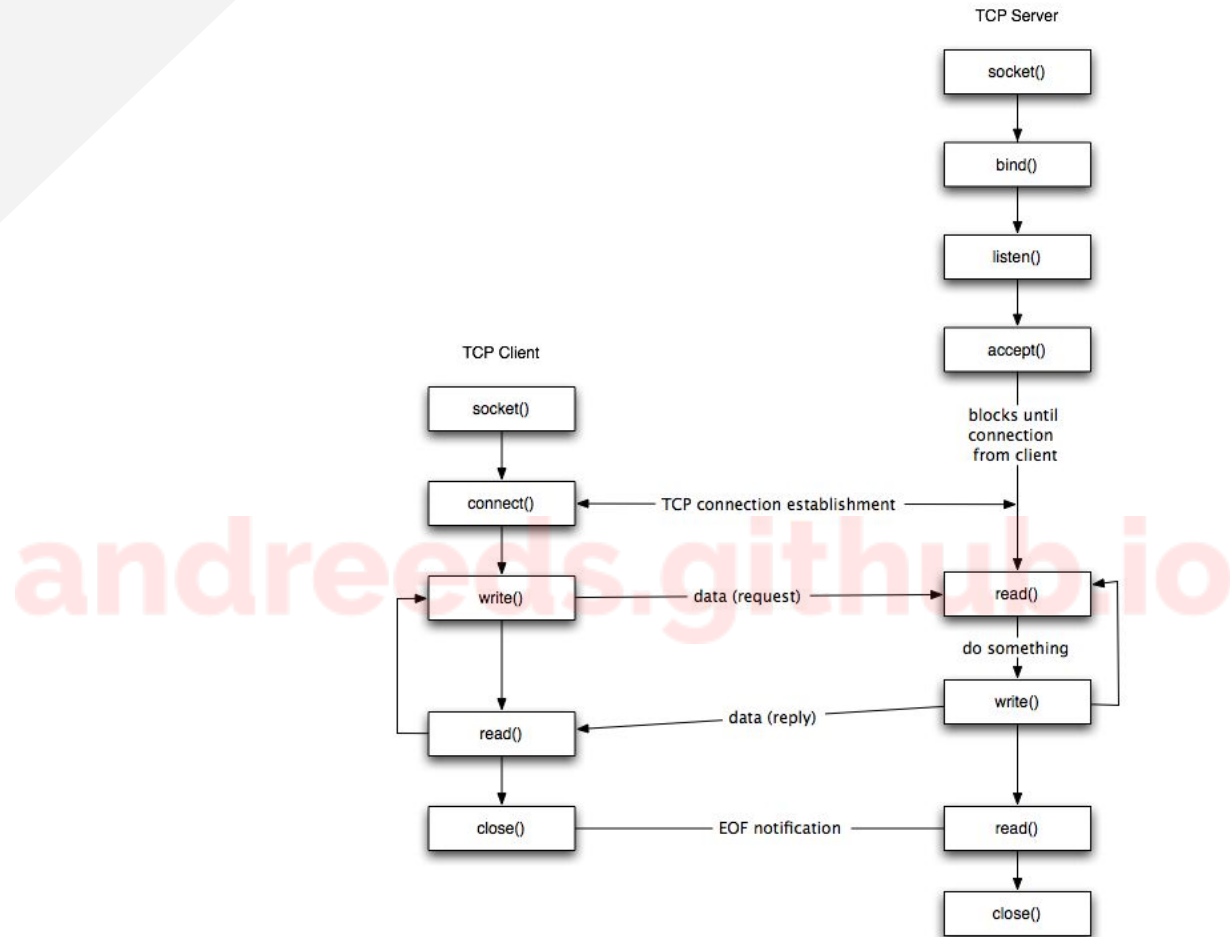 TCP Server
socket()
bind()
listen()
accept()
blocks until
connection
from client
TCP Client
socket()
connect()
TCP connection establishment
write()
data (request)
read()
do something
write()
data (reply)
read()
close()
EOF notification
read()
close()
andreeds.github.io